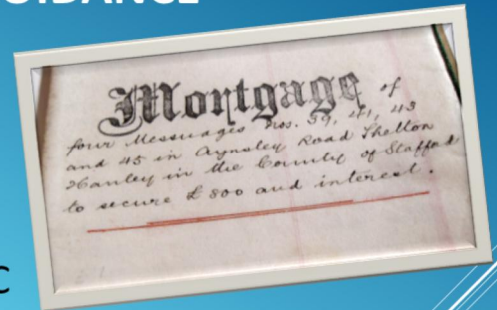 GUIDANCE
Mortgage of
four Messuages Nos. 39, 41, 43
and 45 in Aynsley Road Shelton
Hanley in the County of Stafford
to secure £800 and interest.
C